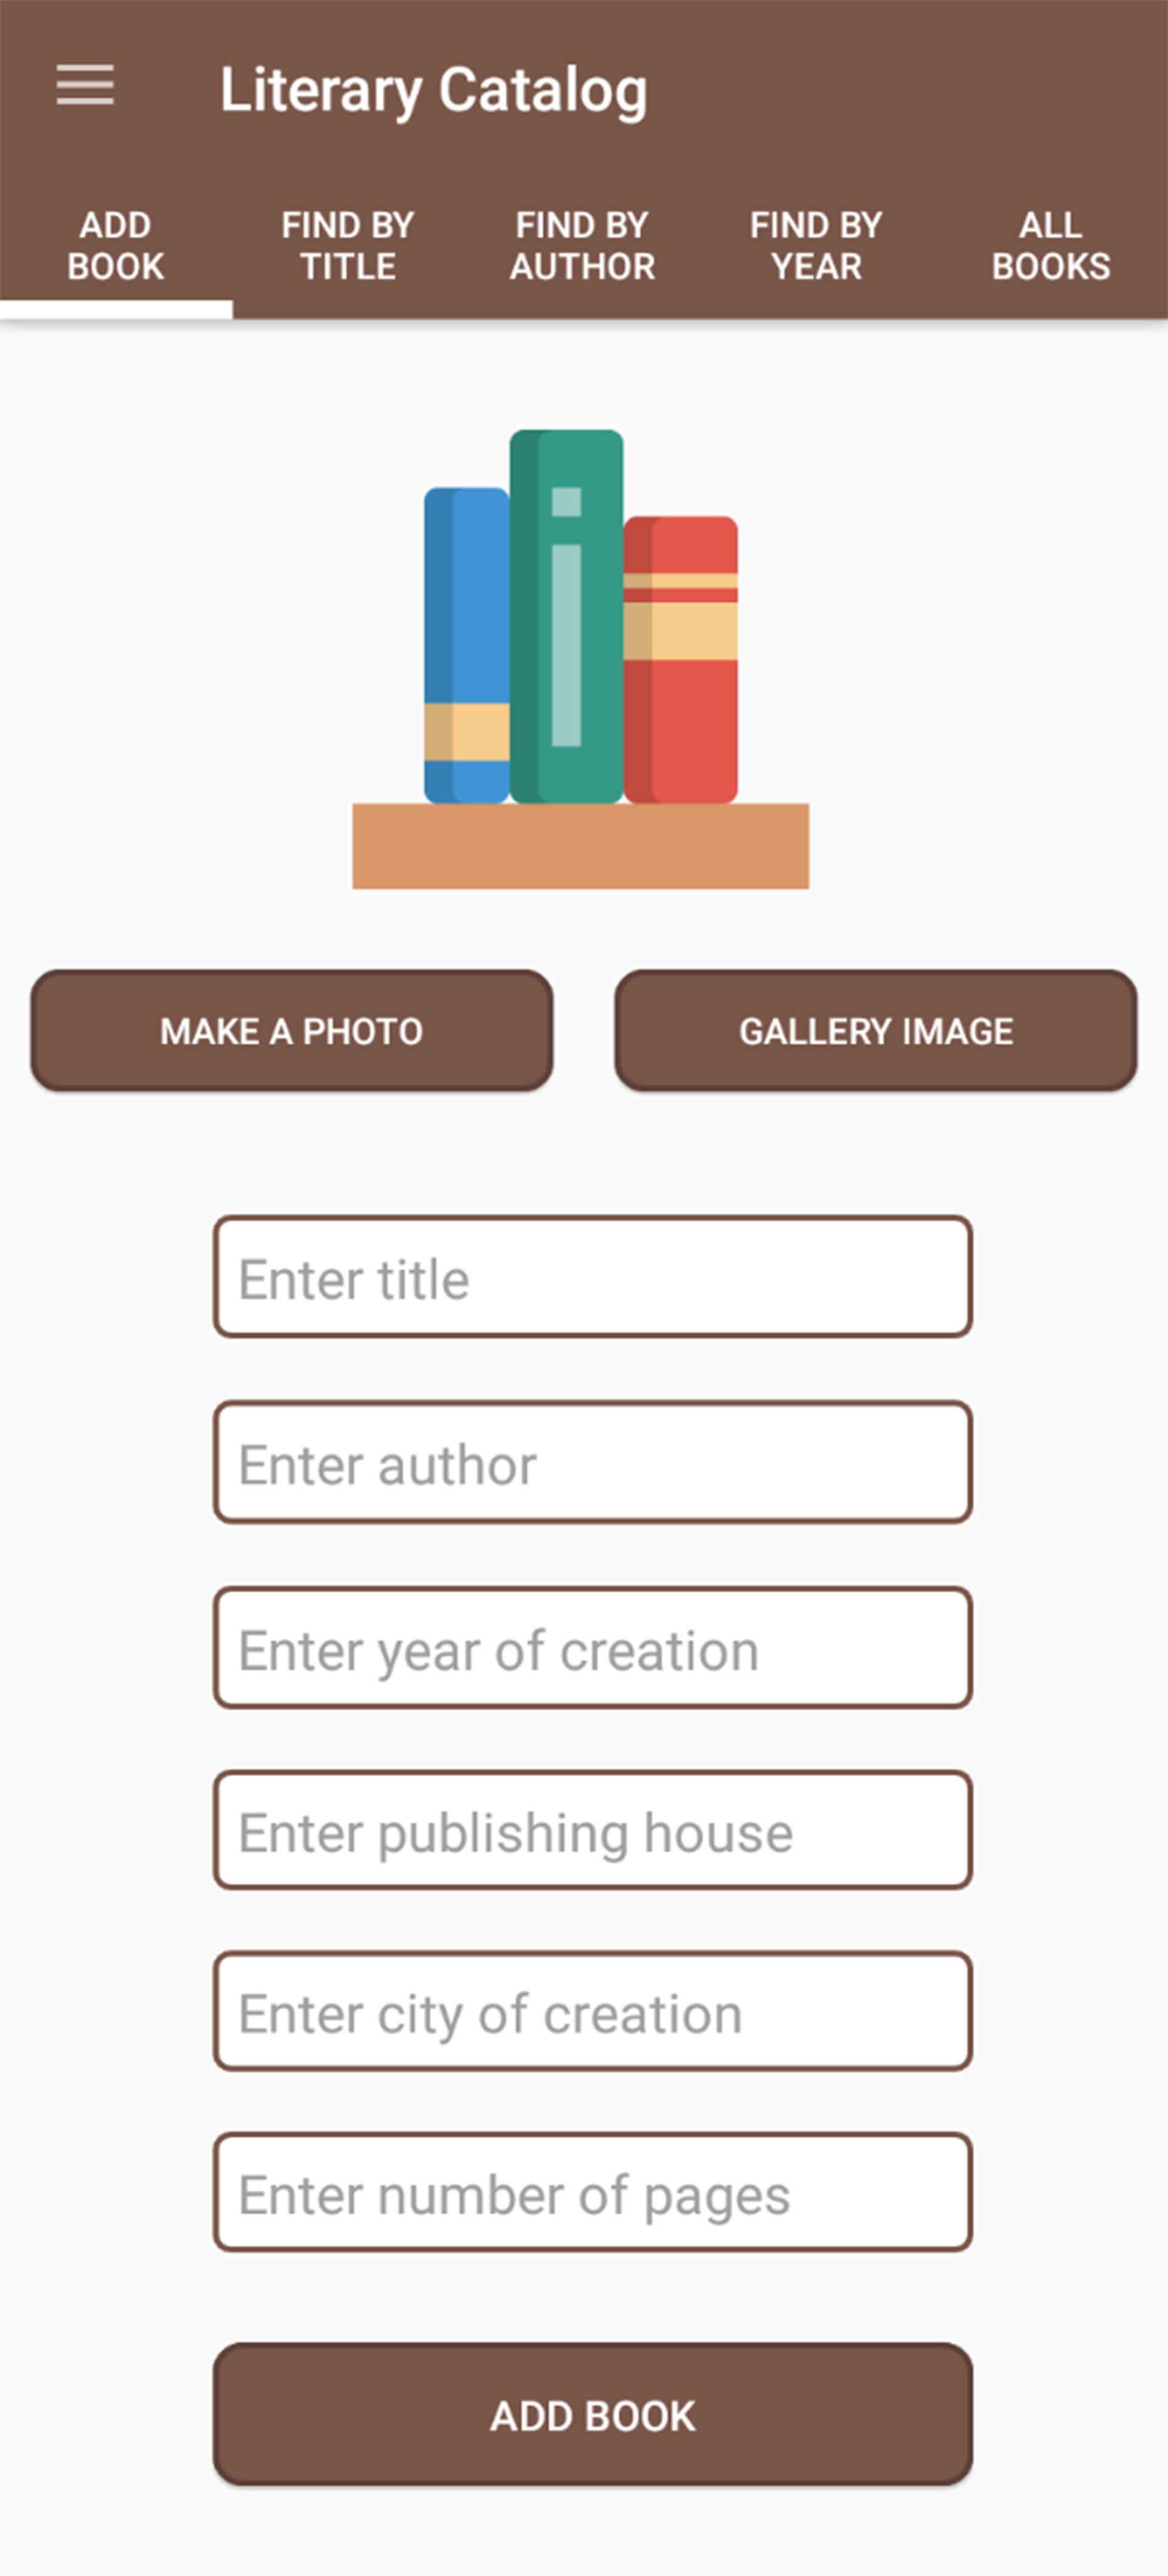 Literary Catalog
ADD
BOOK
FIND BY
TITLE
FIND BY
AUTHOR
FIND BY
YEAR
ALL
BOOKS
MAKE A PHOTO
GALLERY IMAGE
Enter title
Enter author
Enter year of creation
Enter publishing house
Enter city of creation
Enter number of pages
ADD BOOK